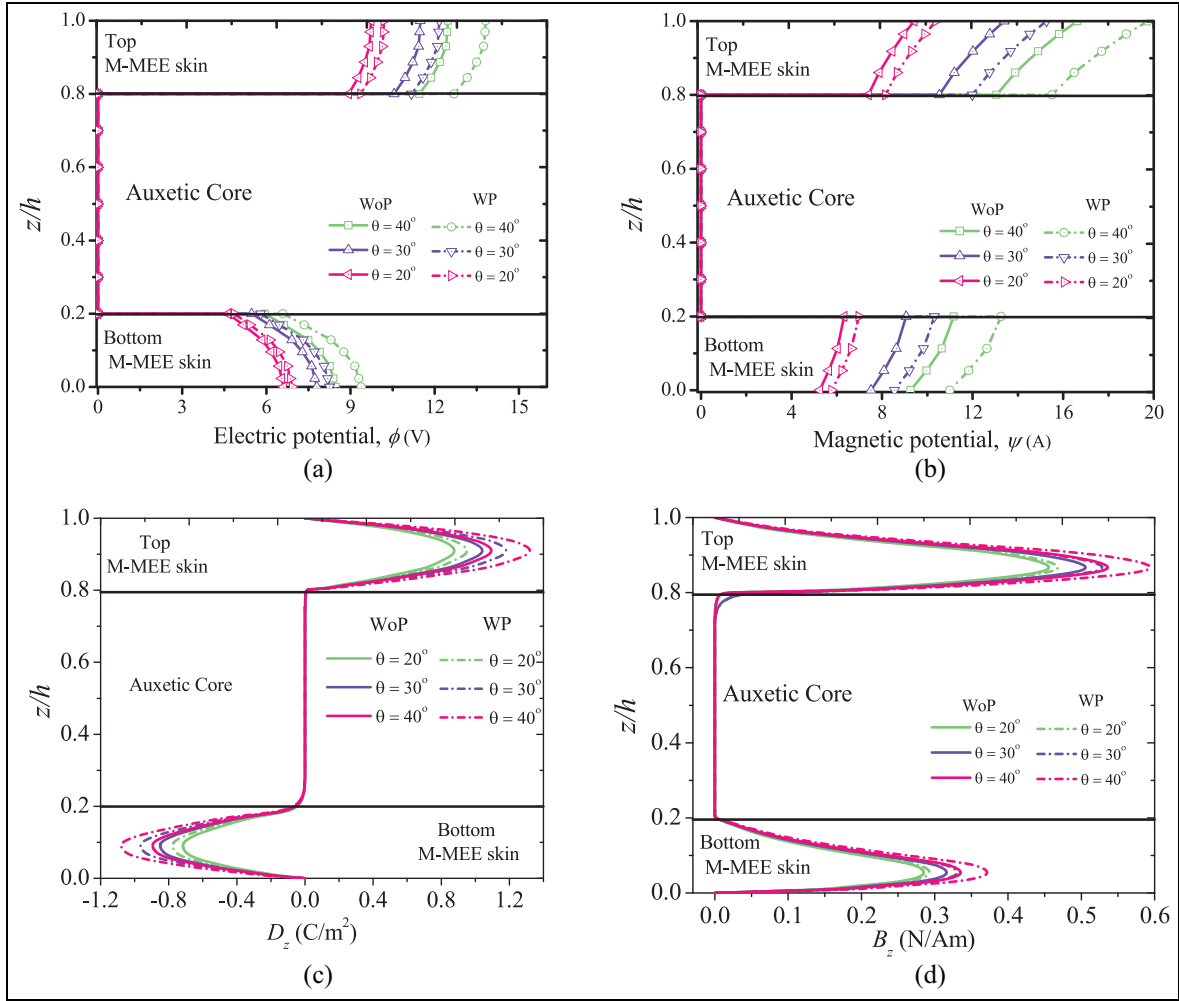 1.0
0.8
0.6
0.4
0.2
0.0
z/h
Top
M-MEE skin
Auxetic Core
WoP WP
θ = 40° θ = 40°
θ = 30° θ = 30°
θ = 20° θ = 20°
Bottom
M-MEE skin
0 3 6 9 12 15
Electric potential, ϕ (V)
(a)
1.0
0.8
0.6
0.4
0.2
0.0
z/h
Top
M-MEE skin
Auxetic Core
WoP WP
θ = 40° θ = 40°
θ = 30° θ = 30°
θ = 20° θ = 20°
Bottom
M-MEE skin
0 4 8 12 16 20
Magnetic potential, ψ (A)
(b)
1.0
0.8
0.6
0.4
0.2
0.0
z/h
Top
M-MEE skin
WoP WP
θ = 20° θ = 20°
Auxetic Core
θ = 30° θ = 30°
θ = 40° θ = 40°
Bottom
M-MEE skin
-1.2 -0.8 -0.4 0.0 0.4 0.8 1.2
D_z (C/m²)
(c)
1.0
0.8
0.6
0.4
0.2
0.0
z/h
Top
M-MEE skin
Auxetic Core
WoP WP
θ = 20° θ = 20°
θ = 30° θ = 30°
θ = 40° θ = 40°
Bottom
M-MEE skin
0.0 0.1 0.2 0.3 0.4 0.5 0.6
B_z (N/Am)
(d)